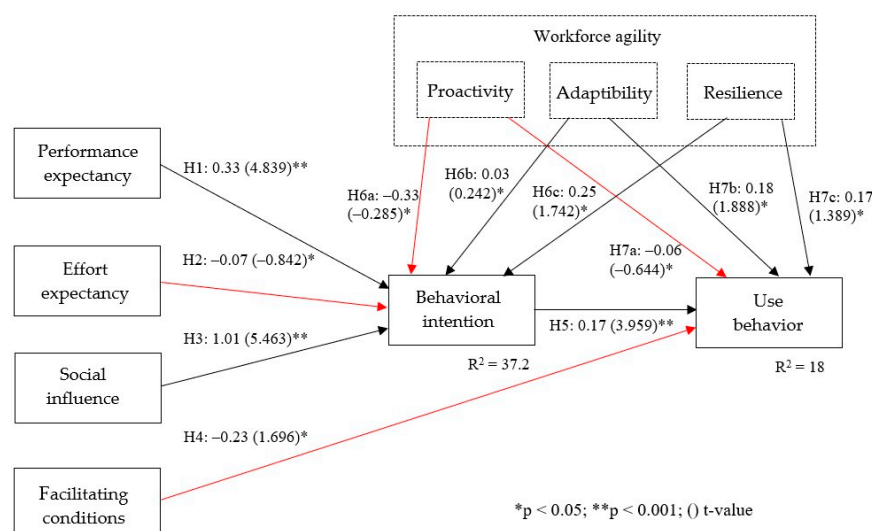 Workforce agility
Proactivity
Adaptibility
Resilience
Performance
expectancy
H1: 0.33 (4.839)**
H6a: –0.33
(–0.285)*
H6b: 0.03
(0.242)*
H6c: 0.25
(1.742)*
H7b: 0.18
(1.888)*
H7c: 0.17
(1.389)*
Effort
expectancy
H2: –0.07 (–0.842)*
H7a: –0.06
(–0.644)*
Behavioral
intention
Use
behavior
H3: 1.01 (5.463)**
H5: 0.17 (3.959)**
R² = 37.2
R² = 18
Social
influence
H4: –0.23 (1.696)*
Facilitating
conditions
*p < 0.05; **p < 0.001; () t-value